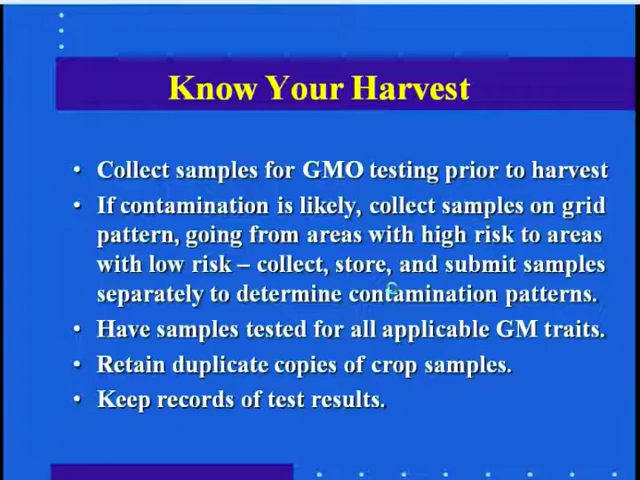 Know Your Harvest
• Collect samples for GMO testing prior to harvest
• If contamination is likely, collect samples on grid
pattern, going from areas with high risk to areas
with low risk – collect, store, and submit samples
separately to determine contamination patterns.
• Have samples tested for all applicable GM traits.
• Retain duplicate copies of crop samples.
• Keep records of test results.